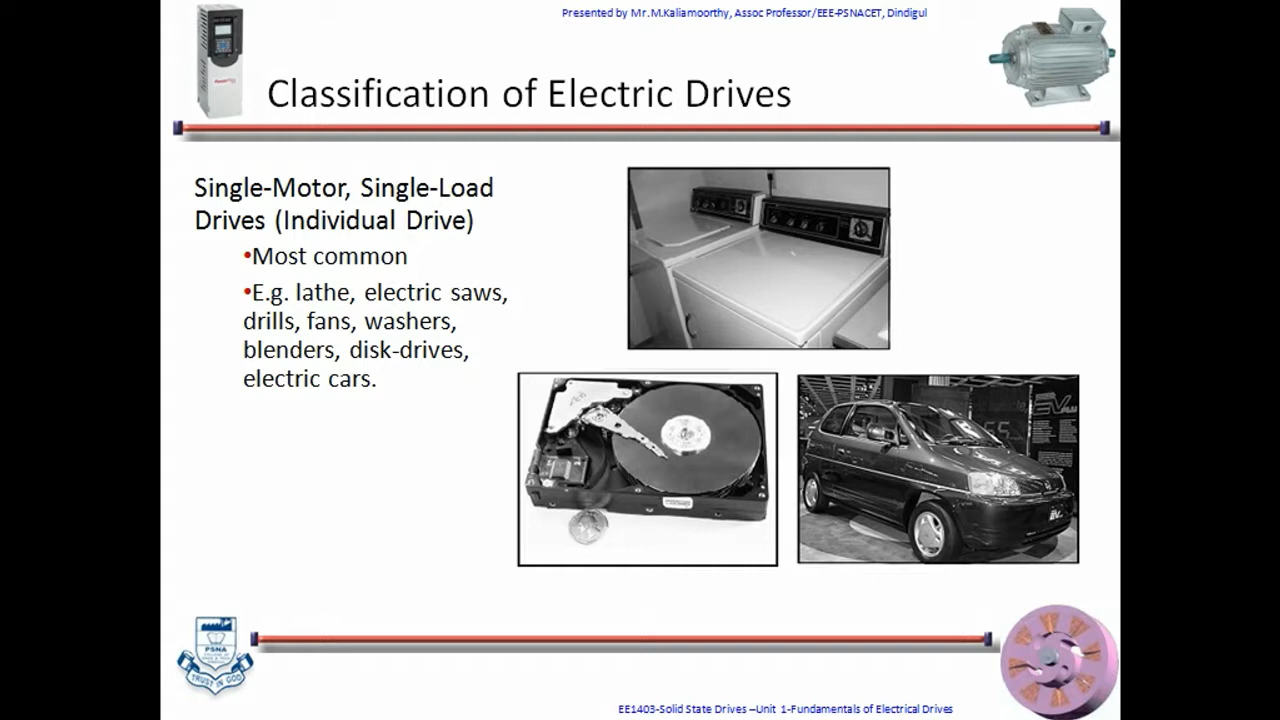 Presented by Mr.M.Kaliamoorthy, Assoc Professor/EEE-PSNACET, Dindigul
Classification of Electric Drives
Single-Motor, Single-Load
Drives (Individual Drive)
•Most common
•E.g. lathe, electric saws,
drills, fans, washers,
blenders, disk-drives,
electric cars.
EV
PSNA
TRUST IN GOD
EE1403-Solid State Drives –Unit 1-Fundamentals of Electrical Drives